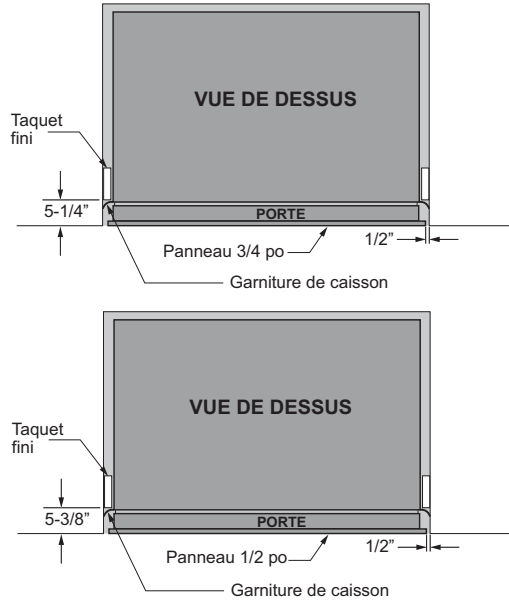 VUE DE DESSUS
Taquet
fini
5-1/4”
PORTE
Panneau 3/4 po
1/2”
Garniture de caisson
VUE DE DESSUS
Taquet
fini
5-3/8”
PORTE
Panneau 1/2 po
1/2”
Garniture de caisson